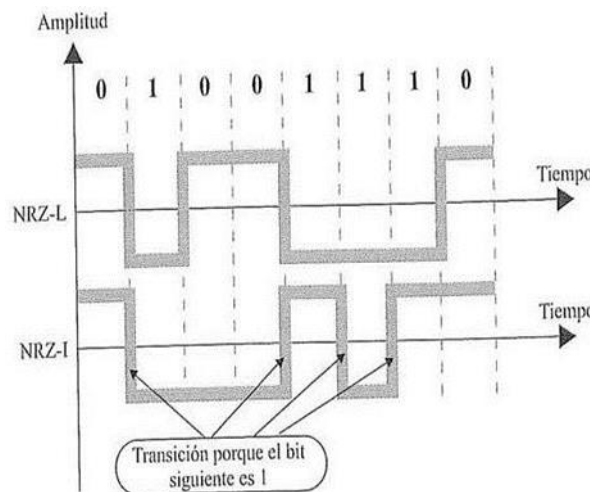 Amplitud
0 1 0 0 1 1 1 0
Tiempo
NRZ-L
Tiempo
NRZ-I
Transición porque el bit
siguiente es 1